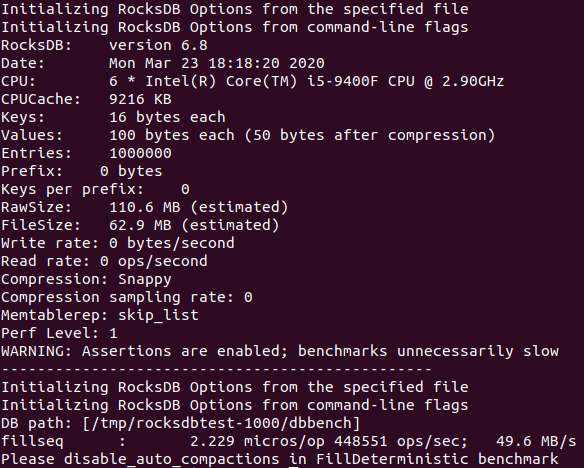 Initializing RocksDB Options from the specified file
Initializing RocksDB Options from command-line flags
RocksDB:    version 6.8
Date:       Mon Mar 23 18:18:20 2020
CPU:        6 * Intel(R) Core(TM) i5-9400F CPU @ 2.90GHz
CPUCache:   9216 KB
Keys:       16 bytes each
Values:     100 bytes each (50 bytes after compression)
Entries:    1000000
Prefix:    0 bytes
Keys per prefix:    0
RawSize:    110.6 MB (estimated)
FileSize:   62.9 MB (estimated)
Write rate: 0 bytes/second
Read rate: 0 ops/second
Compression: Snappy
Compression sampling rate: 0
Memtablerep: skip_list
Perf Level: 1
WARNING: Assertions are enabled; benchmarks unnecessarily slow
------------------------------------------------
Initializing RocksDB Options from the specified file
Initializing RocksDB Options from command-line flags
DB path: [/tmp/rocksdbtest-1000/dbbench]
fillseq      :       2.229 micros/op 448551 ops/sec;   49.6 MB/s
Please disable_auto_compactions in FillDeterministic benchmark